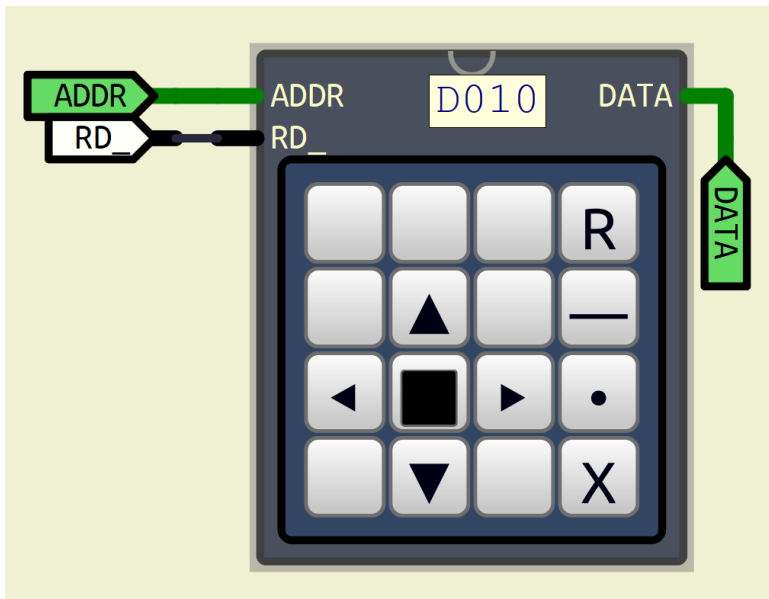 ADDR
RD_
ADDR
RD_
D010
DATA
DATA
R
X